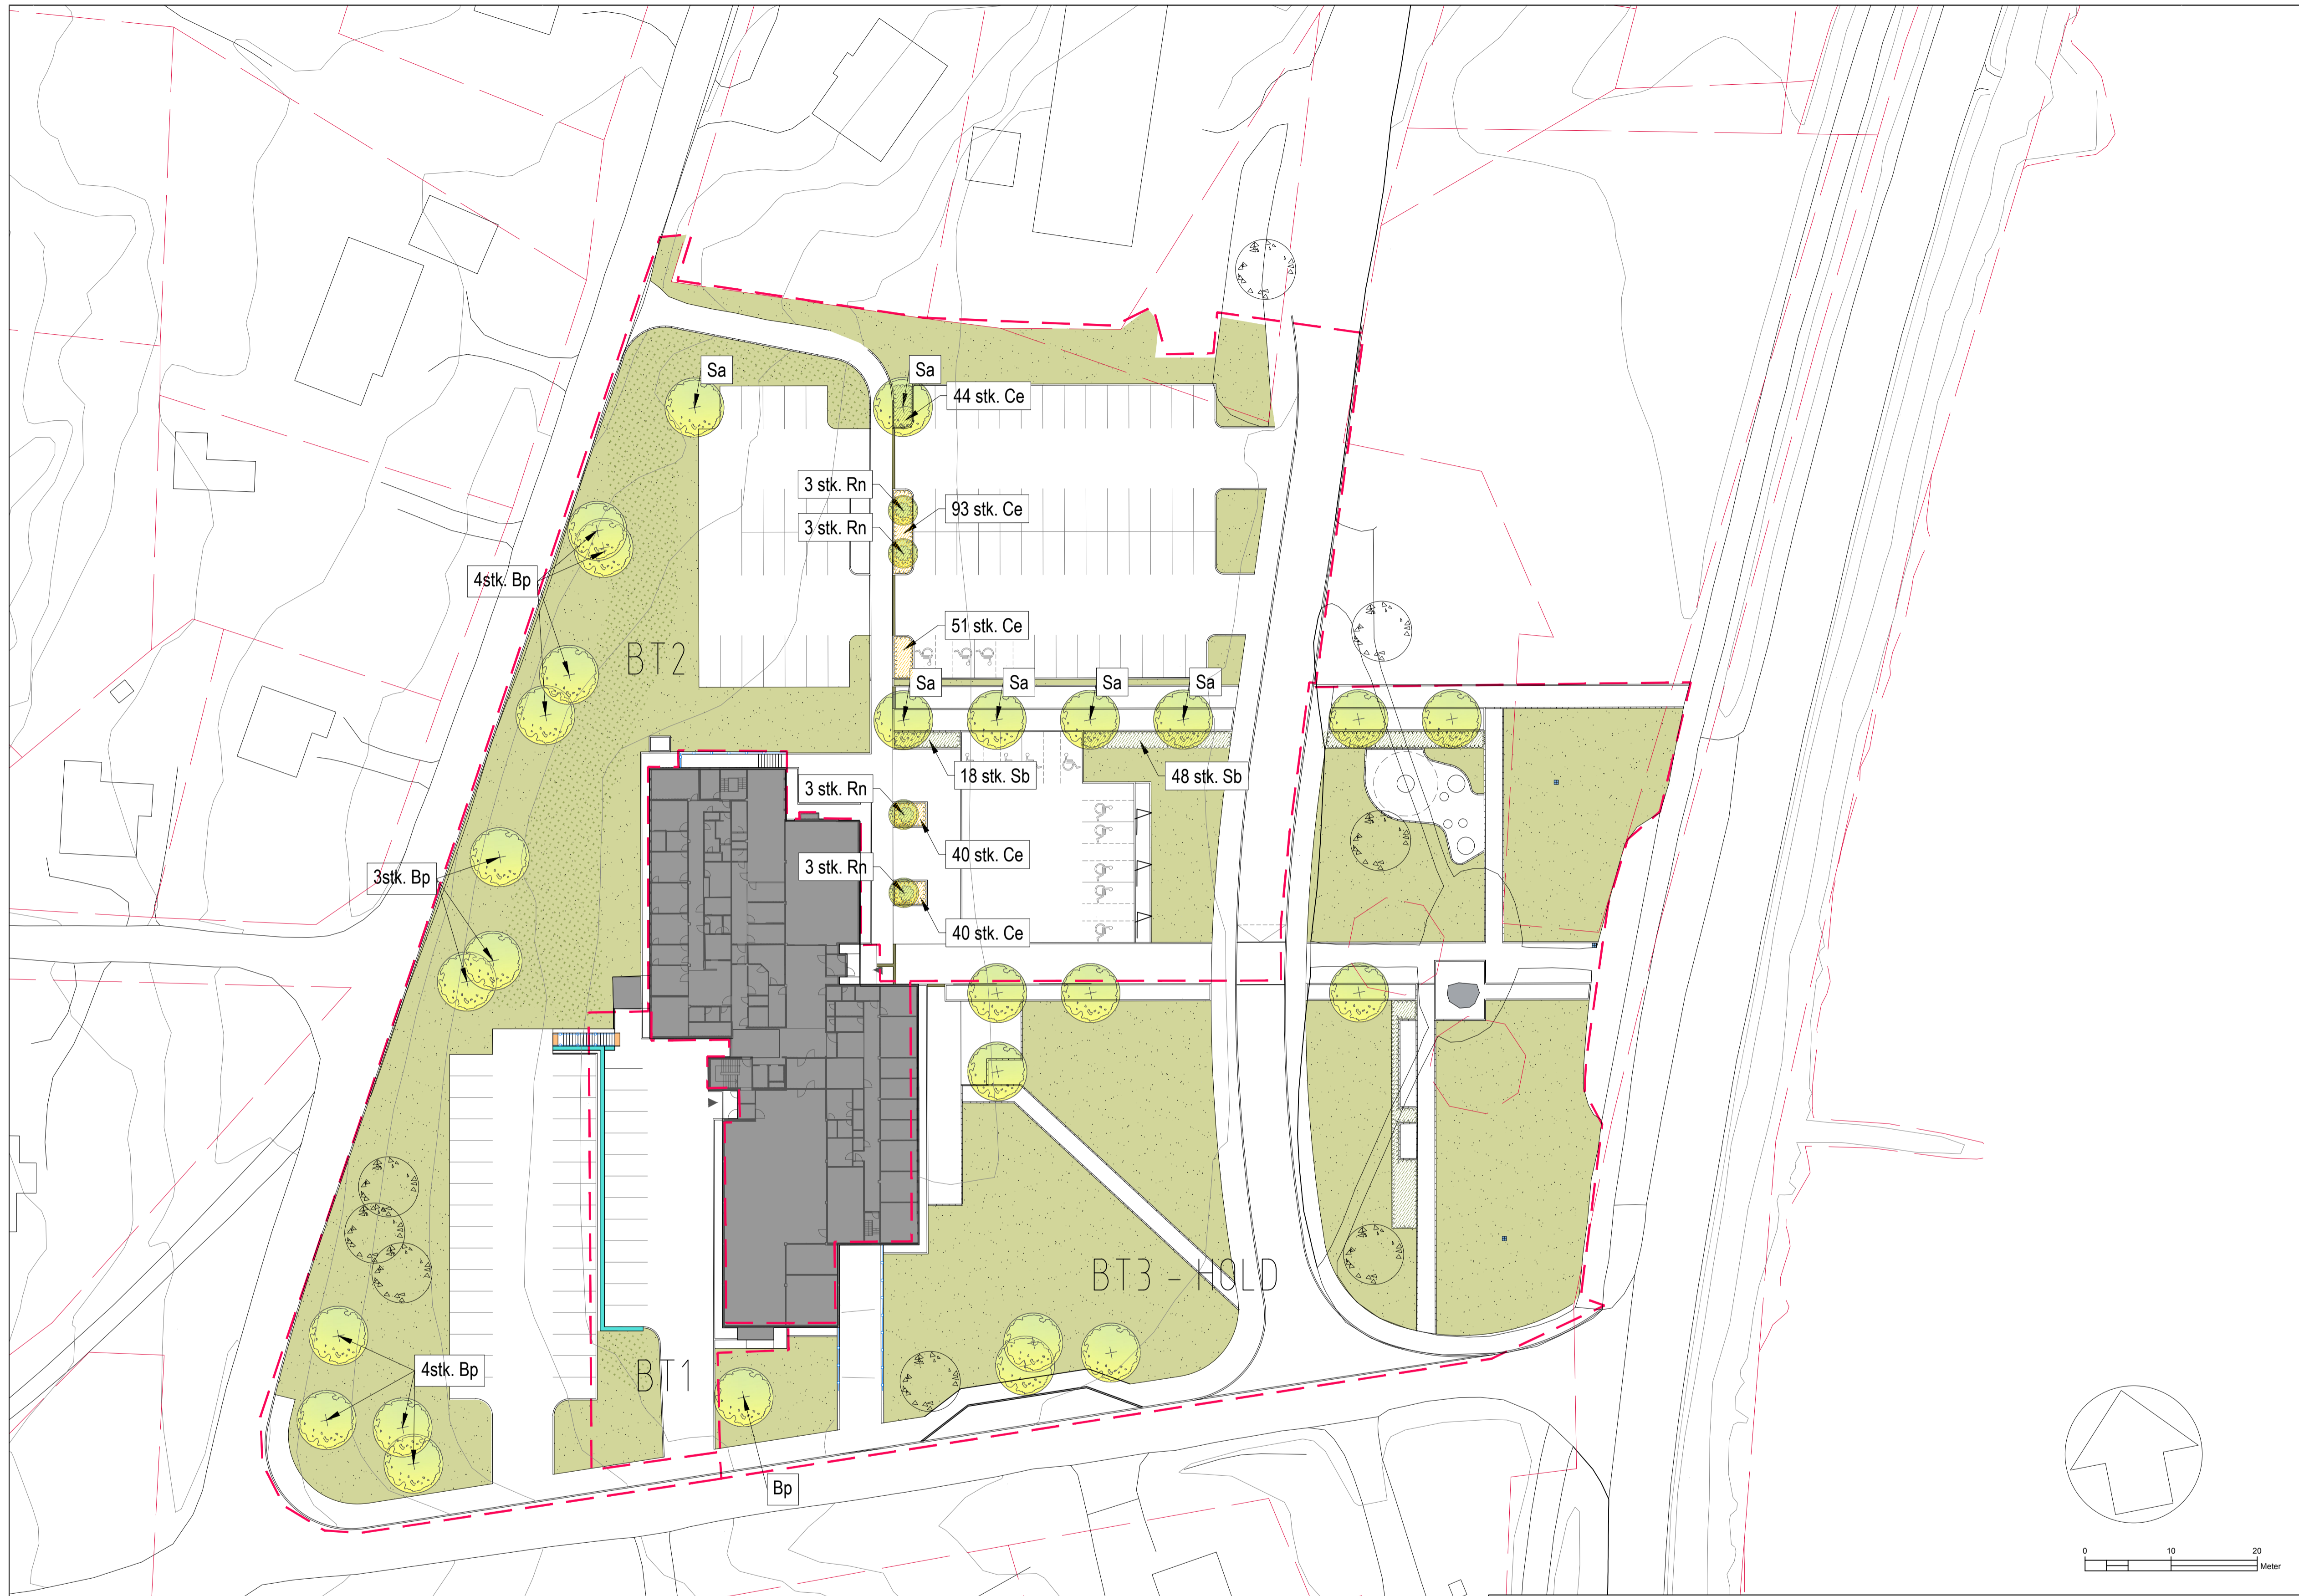 Sa
Sa
44 stk. Ce
3 stk. Rn
93 stk. Ce
3 stk. Rn
4stk. Bp
51 stk. Ce
BT2
Sa
Sa
Sa
Sa
18 stk. Sb
48 stk. Sb
3 stk. Rn
40 stk. Ce
3stk. Bp
3 stk. Rn
40 stk. Ce
BT3 - HOLD
4stk. Bp
BT1
Bp
0 10 20
Meter